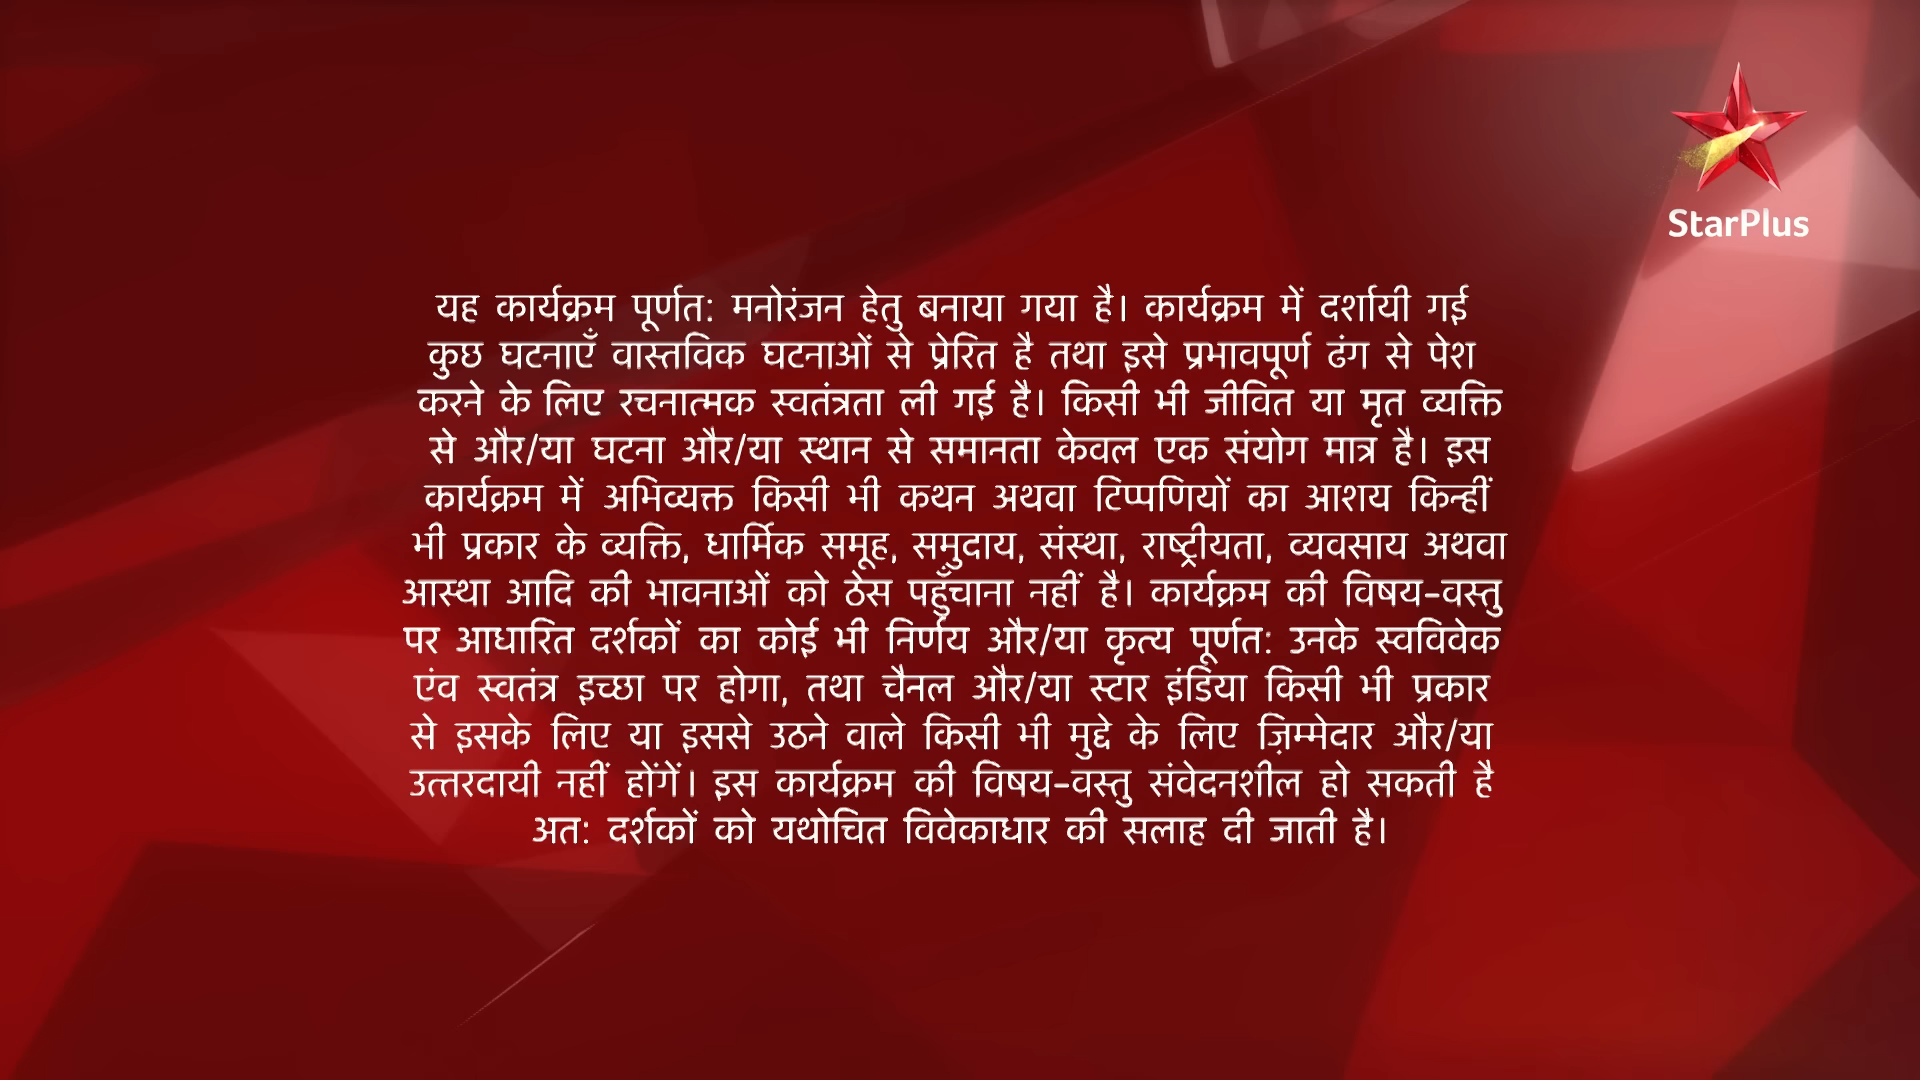 StarPlus
यह कार्यक्रम पूर्णत: मनोरंजन हेतु बनाया गया है। कार्यक्रम में दर्शायी गई
कुछ घटनाएँ वास्तविक घटनाओं से प्रेरित है तथा इसे प्रभावपूर्ण ढंग से पेश
करने के लिए रचनात्मक स्वतंत्रता ली गई है। किसी भी जीवित या मृत व्यक्ति
से और/या घटना और/या स्थान से समानता केवल एक संयोग मात्र है। इस
कार्यक्रम में अभिव्यक्त किसी भी कथन अथवा टिप्पणियों का आशय किन्हीं
भी प्रकार के व्यक्ति, धार्मिक समूह, समुदाय, संस्था, राष्ट्रीयता, व्यवसाय अथवा
आस्था आदि की भावनाओं को ठेस पहुँचाना नहीं है। कार्यक्रम की विषय-वस्तु
पर आधारित दर्शकों का कोई भी निर्णय और/या कृत्य पूर्णत: उनके स्वविवेक
एंव स्वतंत्र इच्छा पर होगा, तथा चैनल और/या स्टार इंडिया किसी भी प्रकार
से इसके लिए या इससे उठने वाले किसी भी मुद्दे के लिए ज़िम्मेदार और/या
उत्तरदायी नहीं होंगें। इस कार्यक्रम की विषय-वस्तु संवेदनशील हो सकती है
अत: दर्शकों को यथोचित विवेकाधार की सलाह दी जाती है।